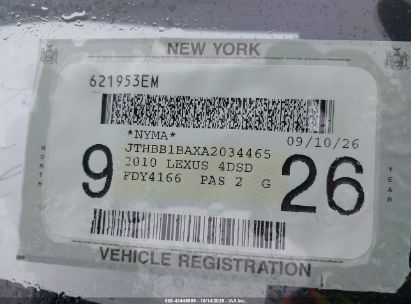 NEW YORK
621953EM
*NYMA*
09/10/26
JTHBB1BAXA2034465
2010 LEXUS 4DSD
FDY4166 PAS 2 G
MONTH
9
26
YEAR
VEHICLE REGISTRATION